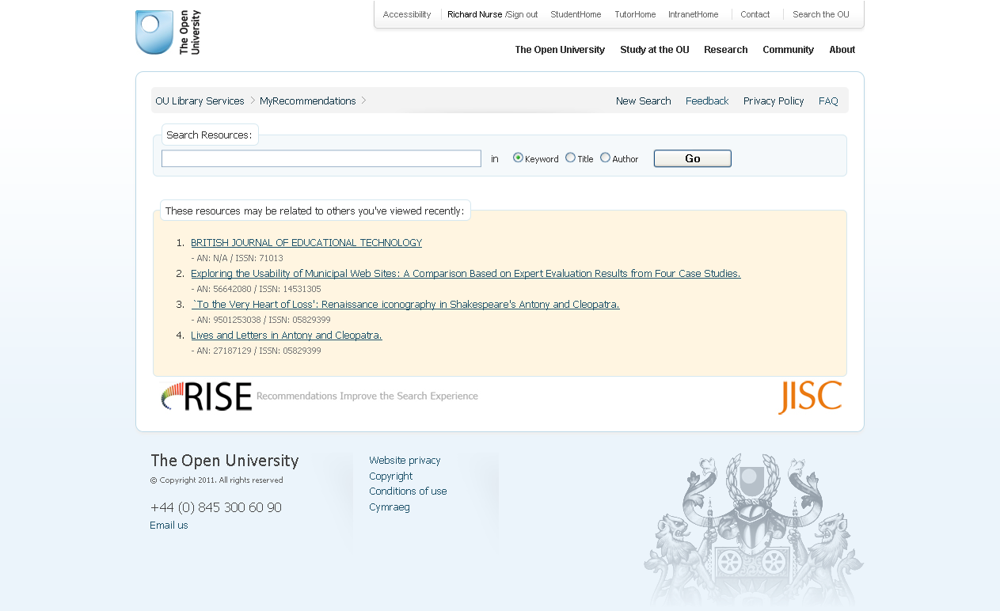 The Open
University
Accessibility Richard Nurse /Sign out StudentHome TutorHome IntranetHome Contact Search the OU
The Open University Study at the OU Research Community About
OU Library Services MyRecommendations New Search Feedback Privacy Policy FAQ
Search Resources:
in Keyword Title Author Go
These resources may be related to others you've viewed recently:
1. BRITISH JOURNAL OF EDUCATIONAL TECHNOLOGY
- AN: N/A / ISSN: 71013
2. Exploring the Usability of Municipal Web Sites: A Comparison Based on Expert Evaluation Results from Four Case Studies.
- AN: 56642080 / ISSN: 14531305
3. `To the Very Heart of Loss': Renaissance iconography in Shakespeare's Antony and Cleopatra.
- AN: 9501253038 / ISSN: 05829399
4. Lives and Letters in Antony and Cleopatra.
- AN: 27187129 / ISSN: 05829399
RISE Recommendations Improve the Search Experience JISC
The Open University
© Copyright 2011. All rights reserved
+44 (0) 845 300 60 90
Email us
Website privacy
Copyright
Conditions of use
Cymraeg